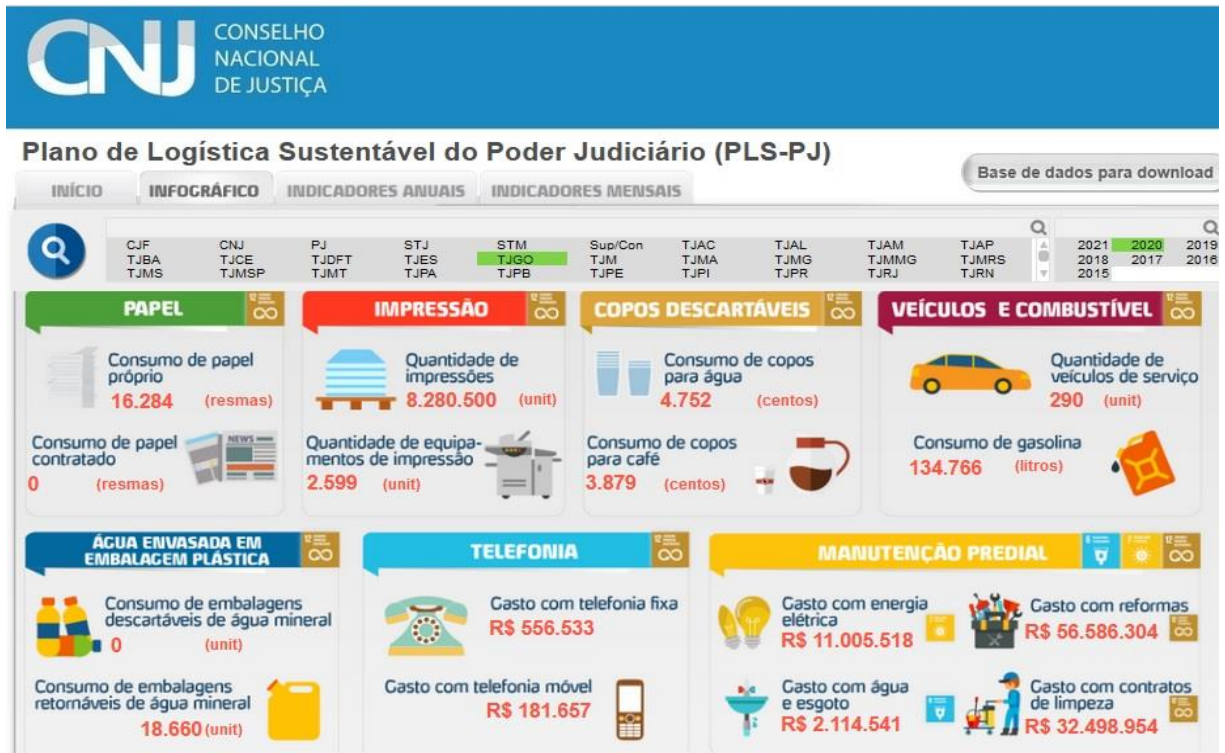 CNJ
CONSELHO
NACIONAL
DE JUSTIÇA
Plano de Logística Sustentável do Poder Judiciário (PLS-PJ)
Base de dados para download
INÍCIO INFOGRÁFICO INDICADORES ANUAIS INDICADORES MENSAIS
CJF CNJ PJ STJ STM Sup/Con TJAC TJAL TJAM TJAP 2021 2020 2019
TJBA TJCE TJDFT TJES TJGO TJM TJMA TJMG TJMMG TJMRS 2018 2017 2016
TJMS TJMSP TJMT TJPA TJPB TJPE TJPI TJPR TJRJ TJRN 2015
PAPEL
Consumo de papel
próprio
16.284 (resmas)
Consumo de papel
contratado
NEWS
0 (resmas)
IMPRESSÃO
Quantidade de
impressões
8.280.500 (unit)
Quantidade de equipa-
mentos de impressão
2.599 (unit)
COPOS DESCARTÁVEIS
Consumo de copos
para água
4.752 (centos)
Consumo de copos
para café
3.879 (centos)
VEÍCULOS E COMBUSTÍVEL
Quantidade de
veículos de serviço
290 (unit)
Consumo de gasolina
134.766 (litros)
ÁGUA ENVASADA EM
EMBALAGEM PLÁSTICA
Consumo de embalagens
descartáveis de água mineral
0 (unit)
Consumo de embalagens
retornáveis de água mineral
18.660 (unit)
TELEFONIA
Gasto com telefonia fixa
R$ 556.533
Gasto com telefonia móvel
R$ 181.657
MANUTENÇÃO PREDIAL
Gasto com energia
elétrica
R$ 11.005.518
Gasto com reformas
R$ 56.586.304
Gasto com água
e esgoto
R$ 2.114.541
Gasto com contratos
de limpeza
R$ 32.498.954